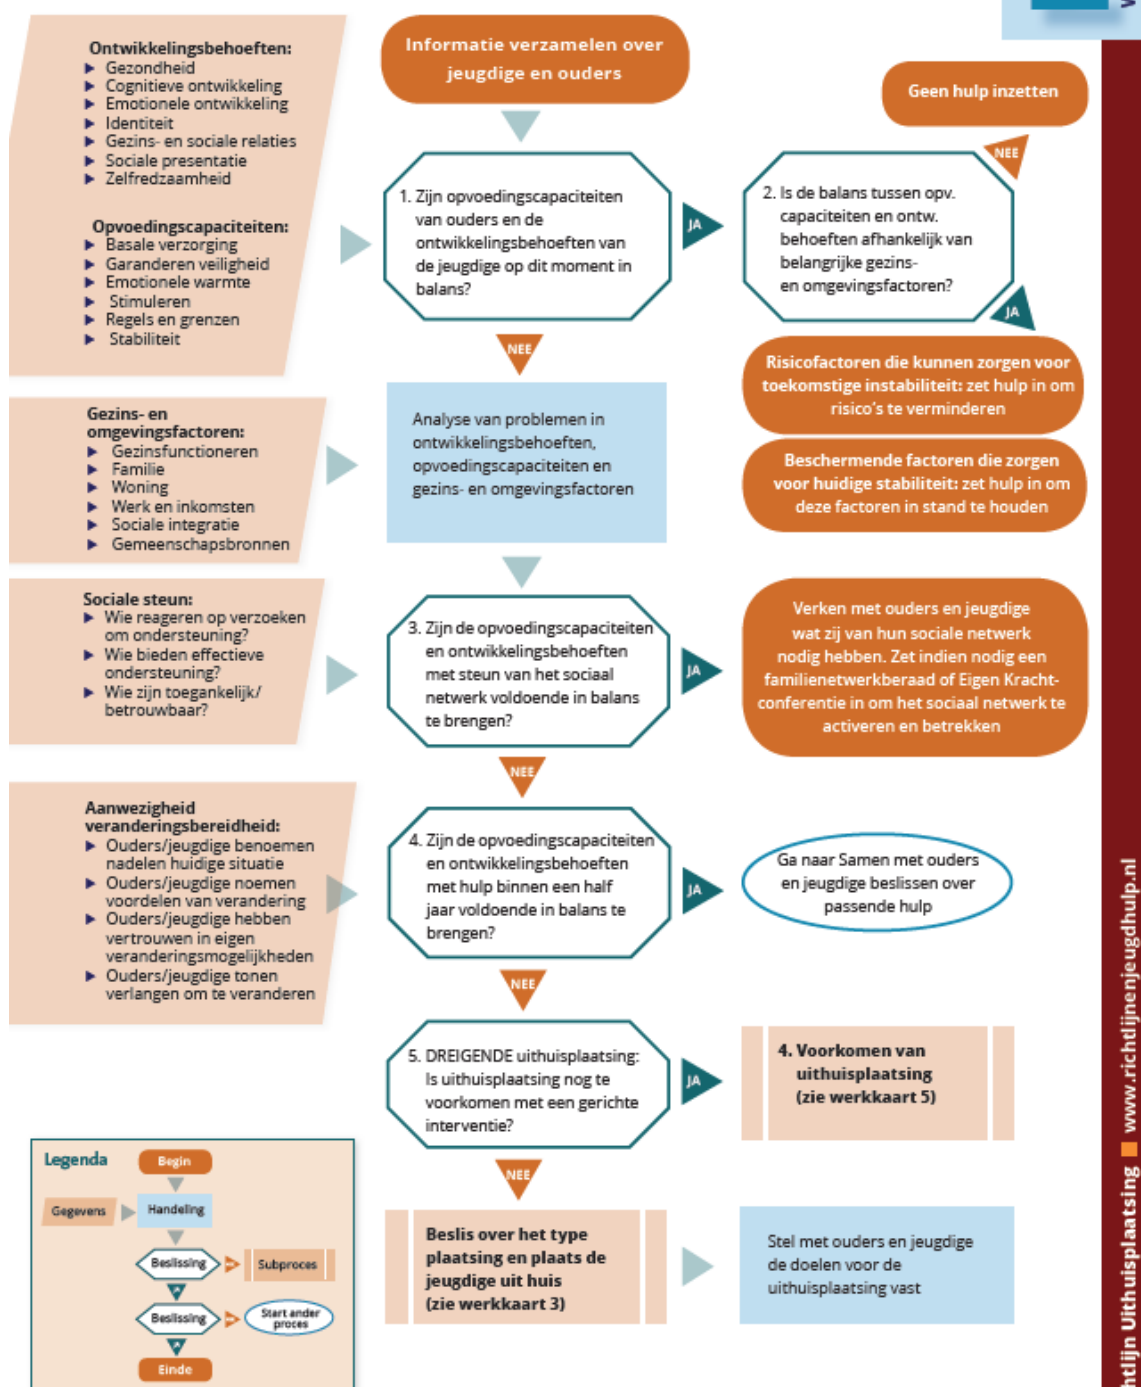 Ontwikkelingsbehoeften:
Gezondheid
Cognitieve ontwikkeling
Emotionele ontwikkeling
Identiteit
Gezins- en sociale relaties
Sociale presentatie
Zelfredzaamheid
Opvoedingscapaciteiten:
Basale verzorging
Garanderen veiligheid
Emotionele warmte
Stimuleren
Regels en grenzen
Stabiliteit
Informatie verzamelen over
jeugdige en ouders
1. Zijn opvoedingscapaciteiten
van ouders en de
ontwikkelingsbehoeften van
de jeugdige op dit moment in
balans?
JA
NEE
2. Is de balans tussen opv.
capaciteiten en ontw.
behoeften afhankelijk van
belangrijke gezins-
en omgevingsfactoren?
NEE
Geen hulp inzetten
JA
Risicofactoren die kunnen zorgen voor
toekomstige instabiliteit: zet hulp in om
risico's te verminderen
Beschermende factoren die zorgen
voor huidige stabiliteit: zet hulp in om
deze factoren in stand te houden
Gezins- en
omgevingsfactoren:
Gezinsfunctioneren
Familie
Woning
Werk en inkomsten
Sociale integratie
Gemeenschapsbronnen
Analyse van problemen in
ontwikkelingsbehoeften,
opvoedingscapaciteiten en
gezins- en omgevingsfactoren
Sociale steun:
Wie reageren op verzoeken
om ondersteuning?
Wie bieden effectieve
ondersteuning?
Wie zijn toegankelijk/
betrouwbaar?
3. Zijn de opvoedingscapaciteiten
en ontwikkelingsbehoeften
met steun van het sociaal
netwerk voldoende in balans
te brengen?
JA
NEE
Verken met ouders en jeugdige
wat zij van hun sociale netwerk
nodig hebben. Zet indien nodig een
familienetwerkberaad of Eigen Kracht-
conferentie in om het sociaal netwerk te
activeren en betrekken
Aanwezigheid
veranderingsbereidheid:
Ouders/jeugdige benoemen
nadelen huidige situatie
Ouders/jeugdige noemen
voordelen van verandering
Ouders/jeugdige hebben
vertrouwen in eigen
veranderingsmogelijkheden
Ouders/jeugdige tonen
verlangen om te veranderen
4. Zijn de opvoedingscapaciteiten
en ontwikkelingsbehoeften
met hulp binnen een half
jaar voldoende in balans te
brengen?
JA
NEE
Ga naar Samen met ouders
en jeugdige beslissen over
passende hulp
5. DREIGENDE uithuisplaatsing:
Is uithuisplaatsing nog te
voorkomen met een gerichte
interventie?
JA
NEE
4. Voorkomen van
uithuisplaatsing
(zie werkkaart 5)
Beslis over het type
plaatsing en plaats de
jeugdige uit huis
(zie werkkaart 3)
Stel met ouders en jeugdige
de doelen voor de
uithuisplaatsing vast
Legenda
Begin
Gegevens
Handeling
Beslissing
Subproces
Beslissing
Start ander
proces
Einde
htlijn Uithuisplaatsing www.richtlijnenjeugdhulp.nl